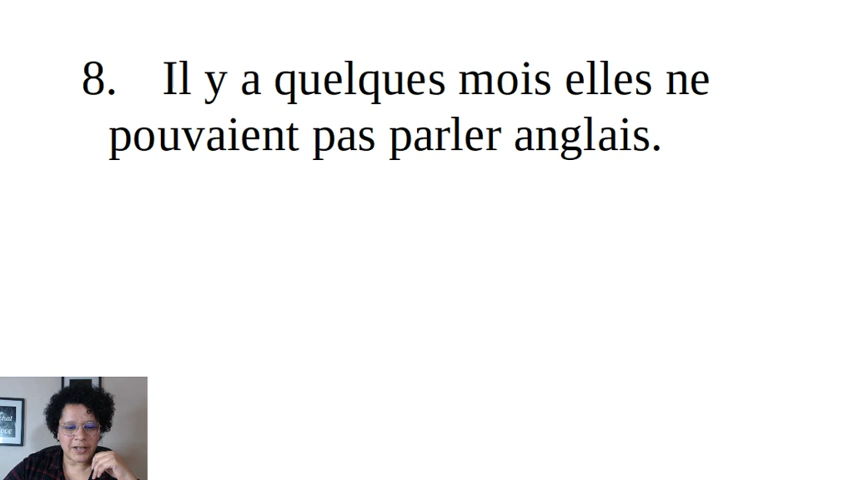 8. Il y a quelques mois elles ne
pouvaient pas parler anglais.